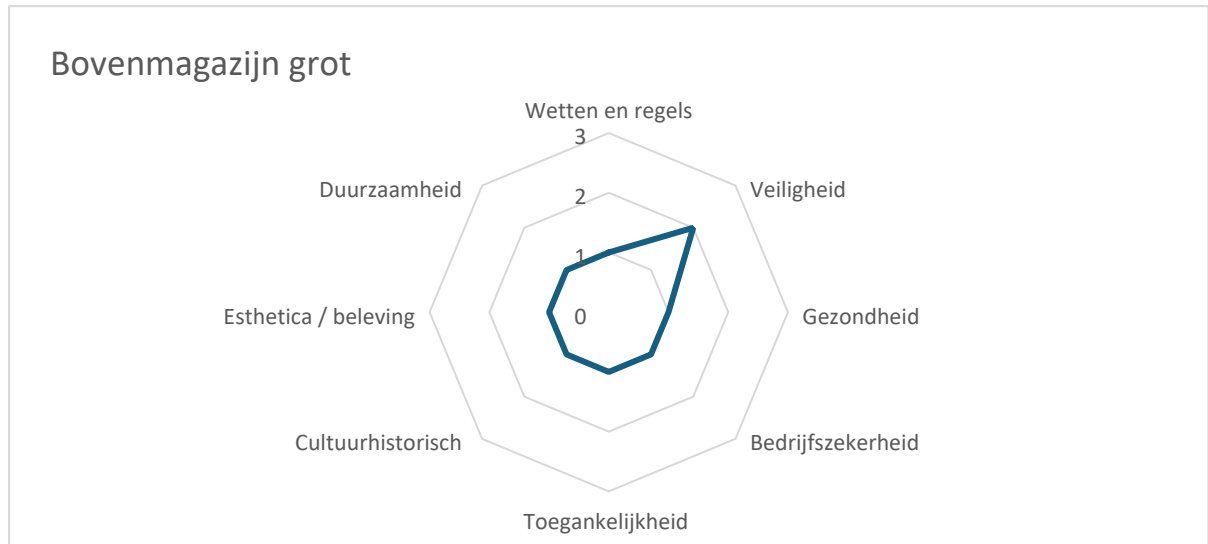 Bovenmagazijn grot
Wetten en regels
3
Duurzaamheid
Veiligheid
2
1
Esthetica / beleving
0
Gezondheid
Cultuurhistorisch
Bedrijfszekerheid
Toegankelijkheid